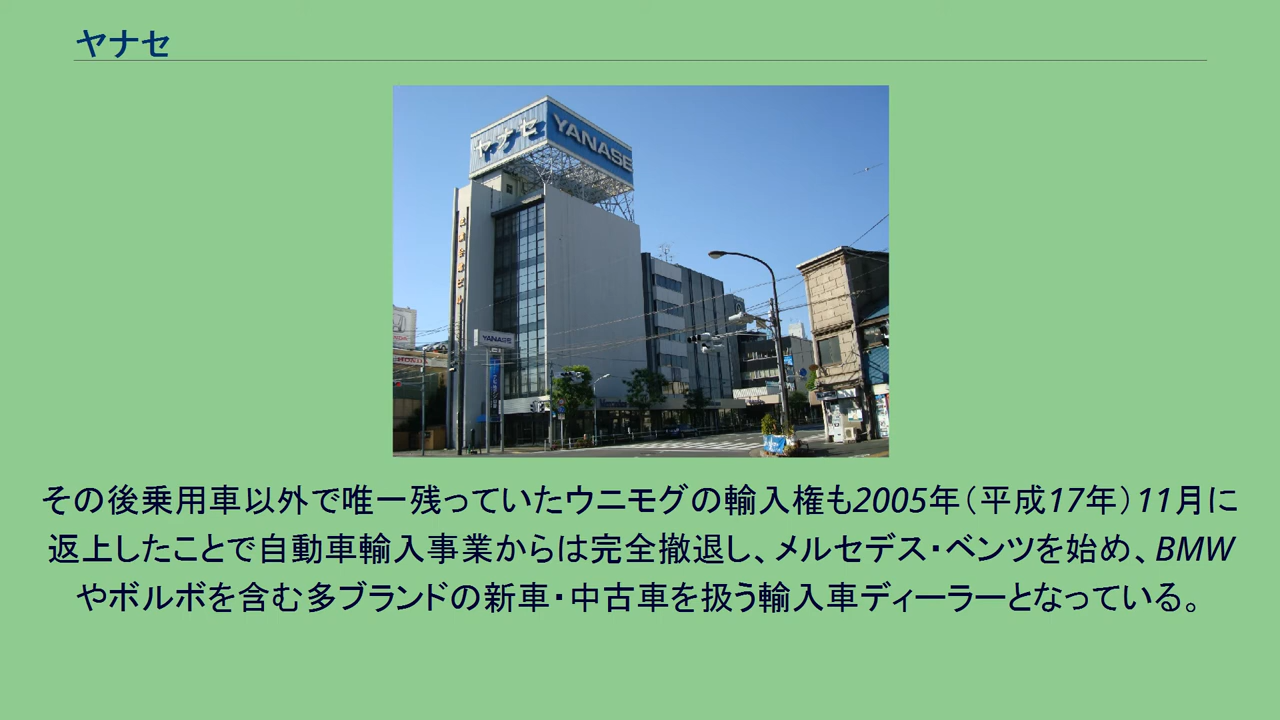 ヤナセ
ヤナセ
YANASE
YANASE
HONDA
その後乗用車以外で唯一残っていたウニモグの輸入権も2005年（平成17年）11月に
返上したことで自動車輸入事業からは完全撤退し、メルセデス・ベンツを始め、BMW
やボルボを含む多ブランドの新車・中古車を扱う輸入車ディーラーとなっている。